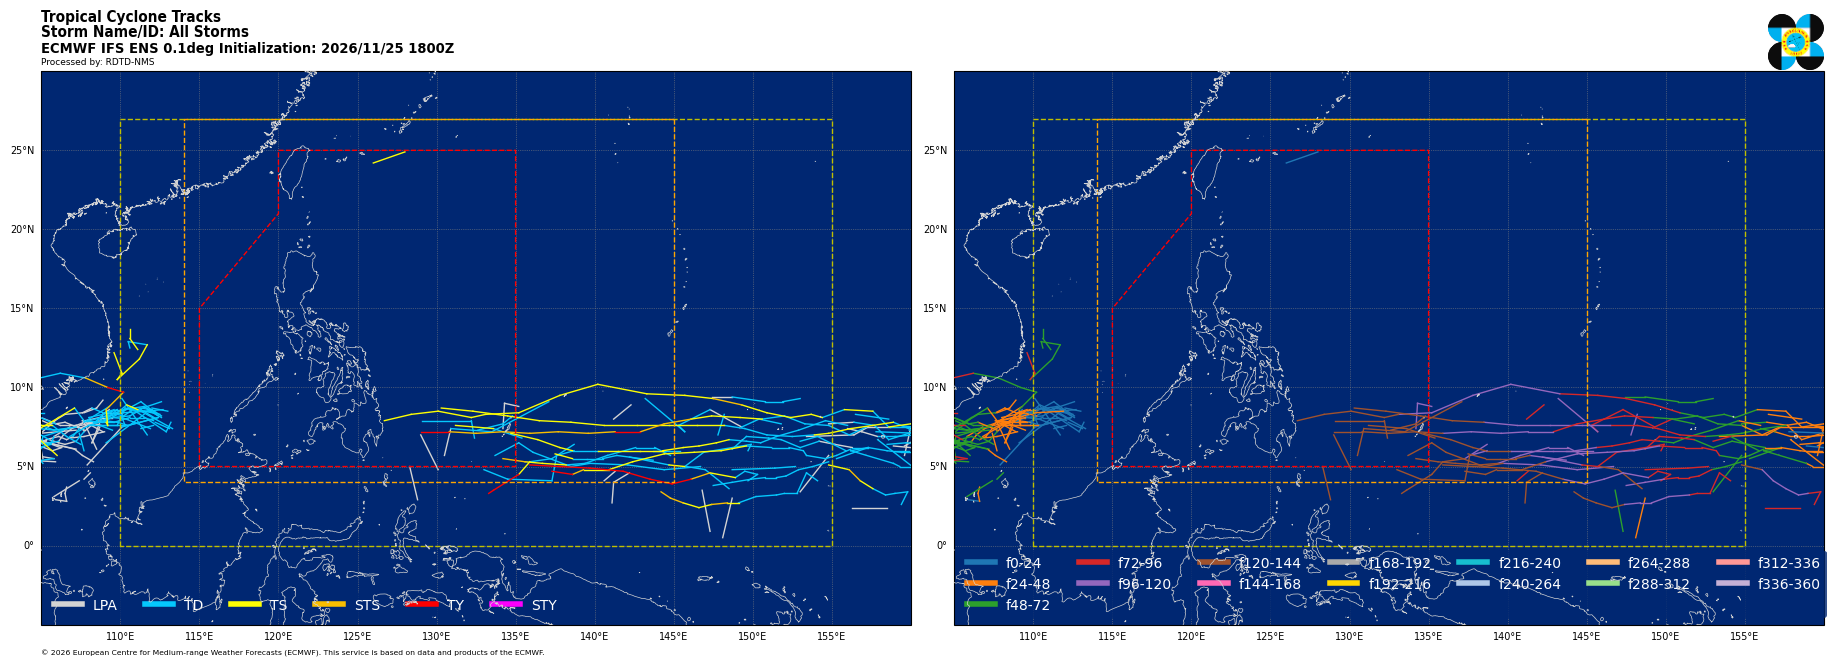 Tropical Cyclone Tracks
Storm Name/ID: All Storms
ECMWF IFS ENS 0.1deg Initialization: 2026/11/25 1800Z
Processed by: RDTD-NMS
25°N 25°N
20°N 20°N
15°N 15°N
10°N 10°N
5°N 5°N
0° 0°
LPA TD TS STS TY STY
f0-24 f72-96 f120-144 f168-192 f216-240 f264-288 f312-336
f24-48 f96-120 f144-168 f192-216 f240-264 f288-312 f336-360
f48-72
110°E 115°E 120°E 125°E 130°E 135°E 140°E 145°E 150°E 155°E
110°E 115°E 120°E 125°E 130°E 135°E 140°E 145°E 150°E 155°E
© 2026 European Centre for Medium-range Weather Forecasts (ECMWF). This service is based on data and products of the ECMWF.